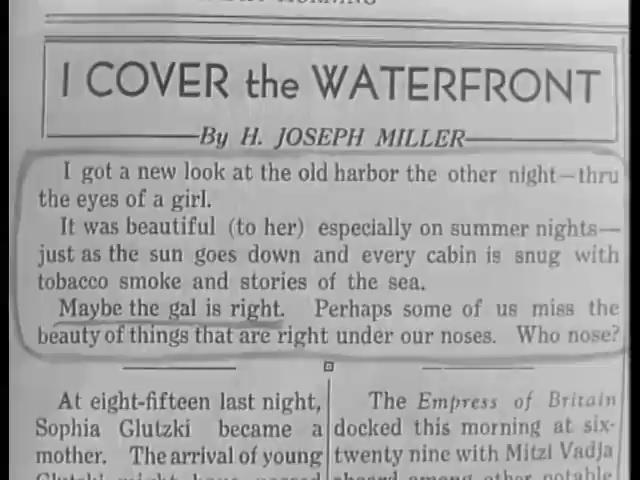 I COVER the WATERFRONT
By H. JOSEPH MILLER
I got a new look at the old harbor the other night—thru
the eyes of a girl.
It was beautiful (to her) especially on summer nights—
just as the sun goes down and every cabin is snug with
tobacco smoke and stories of the sea.
Maybe the gal is right. Perhaps some of us miss the
beauty of things that are right under our noses. Who nose?
At eight-fifteen last night,
Sophia Glutzki became a
mother. The arrival of young
The Empress of Britain
docked this morning at six-
twenty nine with Mitzi Vadja
among other notable